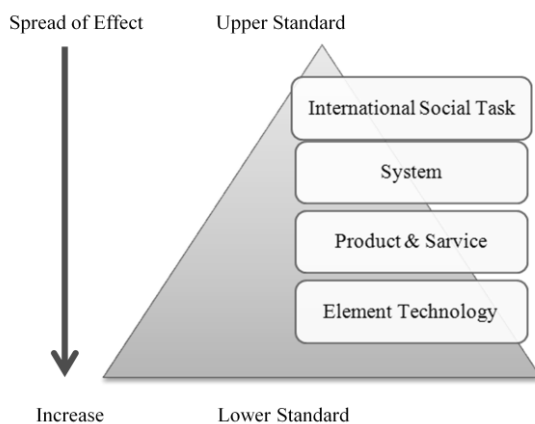 Spread of Effect
Upper Standard
International Social Task
System
Product & Sarvice
Element Technology
Increase
Lower Standard